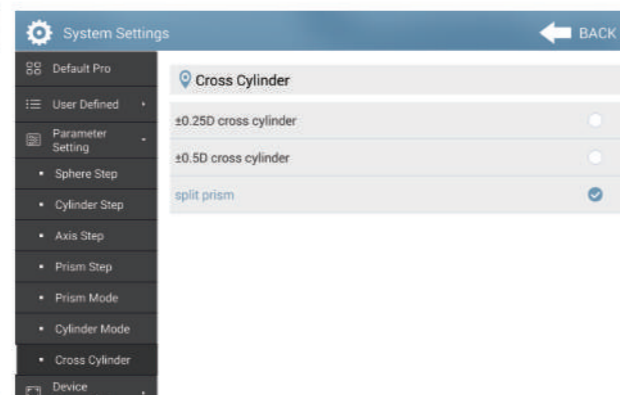 System Settings
BACK
Default Pro
User Defined
Parameter
Setting
Sphere Step
Cylinder Step
Axis Step
Prism Step
Prism Mode
Cylinder Mode
Cross Cylinder
Device
Cross Cylinder
±0.25D cross cylinder
±0.5D cross cylinder
split prism